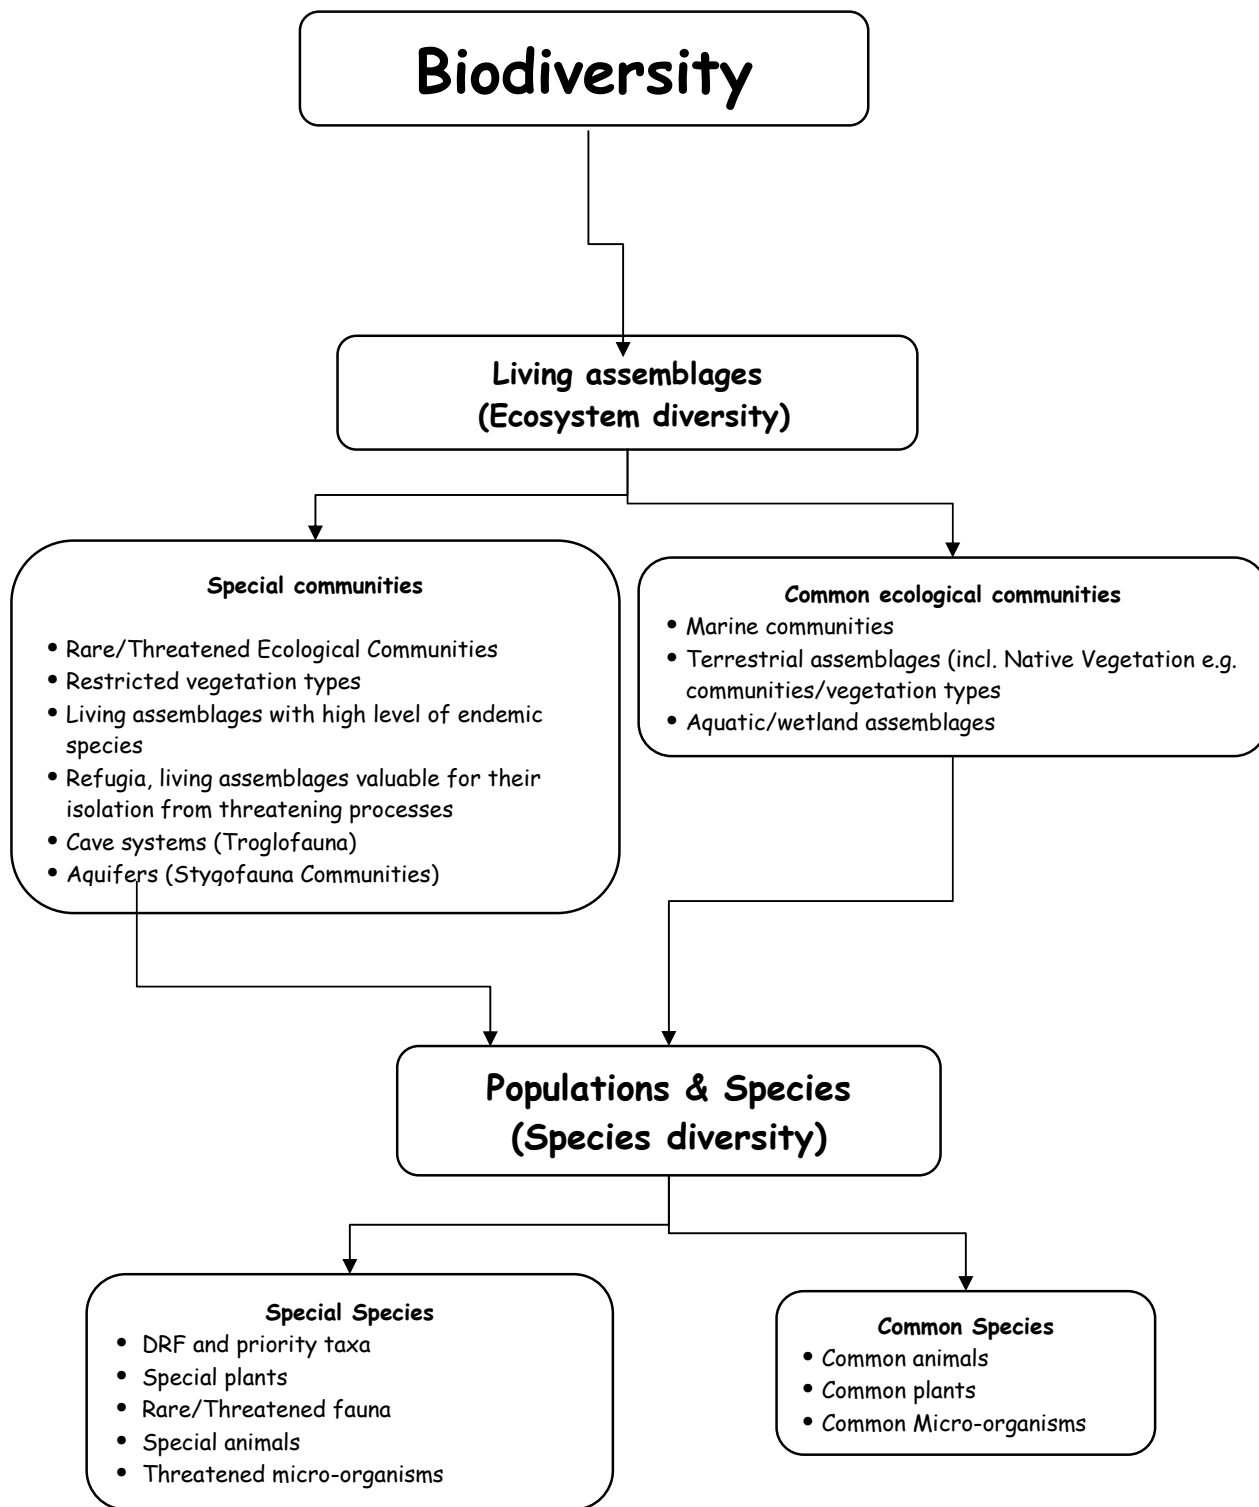 Biodiversity
Living assemblages
(Ecosystem diversity)
Special communities
• Rare/Threatened Ecological Communities
• Restricted vegetation types
• Living assemblages with high level of endemic
species
• Refugia, living assemblages valuable for their
isolation from threatening processes
• Cave systems (Troglofauna)
• Aquifers (Stygofauna Communities)
Common ecological communities
• Marine communities
• Terrestrial assemblages (incl. Native Vegetation e.g.
communities/vegetation types
• Aquatic/wetland assemblages
Populations & Species
(Species diversity)
Special Species
• DRF and priority taxa
• Special plants
• Rare/Threatened fauna
• Special animals
• Threatened micro-organisms
Common Species
• Common animals
• Common plants
• Common Micro-organisms